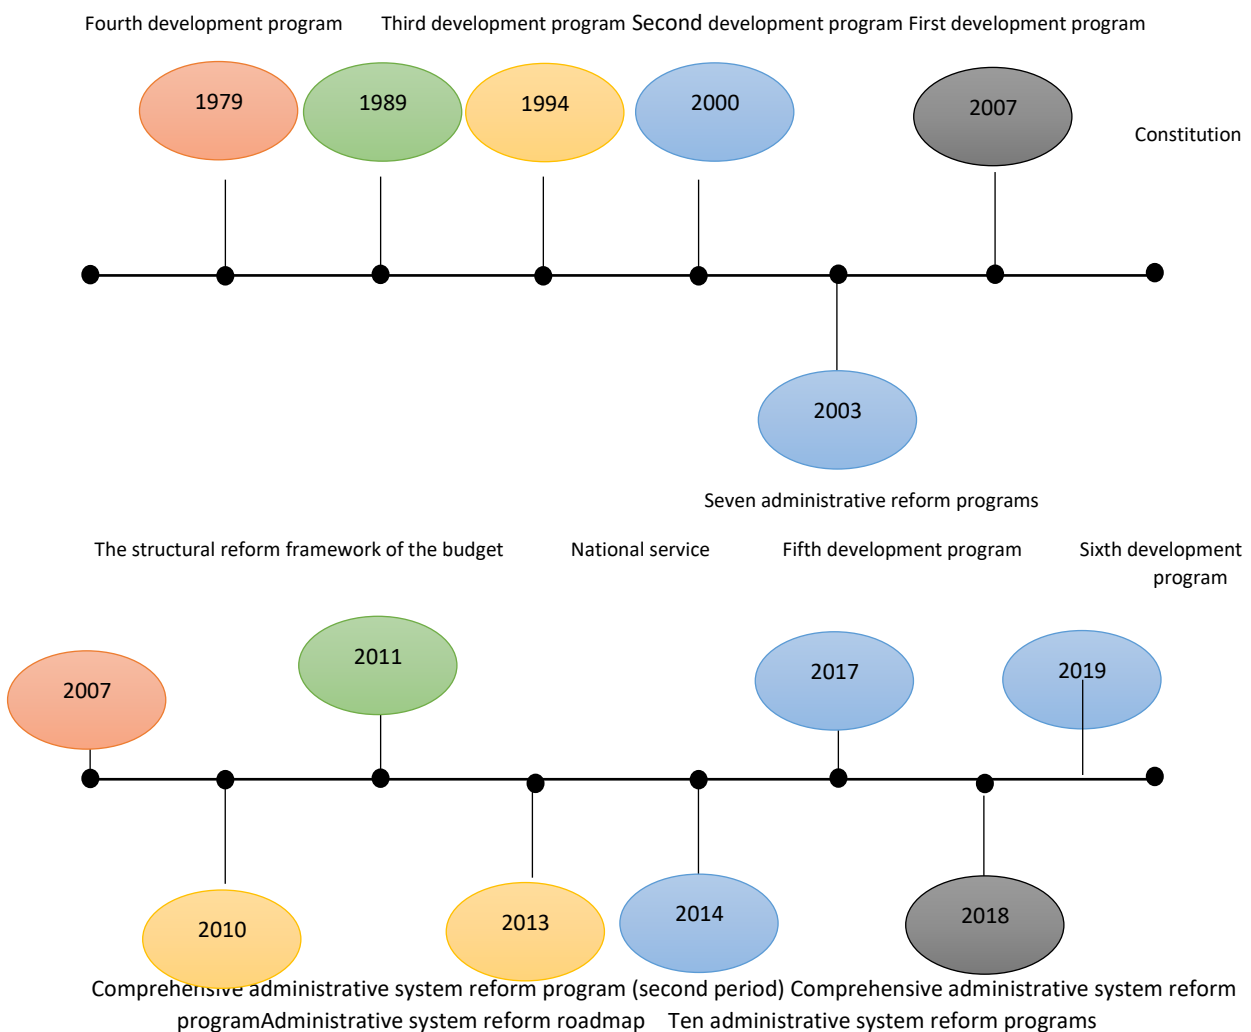 Fourth development program Third development program Second development program First development program
1979 1989 1994 2000 2007
Constitution
2003
Seven administrative reform programs
The structural reform framework of the budget National service Fifth development program Sixth development
program
2007 2011 2017 2019
2010 2013 2014 2018
Comprehensive administrative system reform program (second period) Comprehensive administrative system reform
programAdministrative system reform roadmap Ten administrative system reform programs